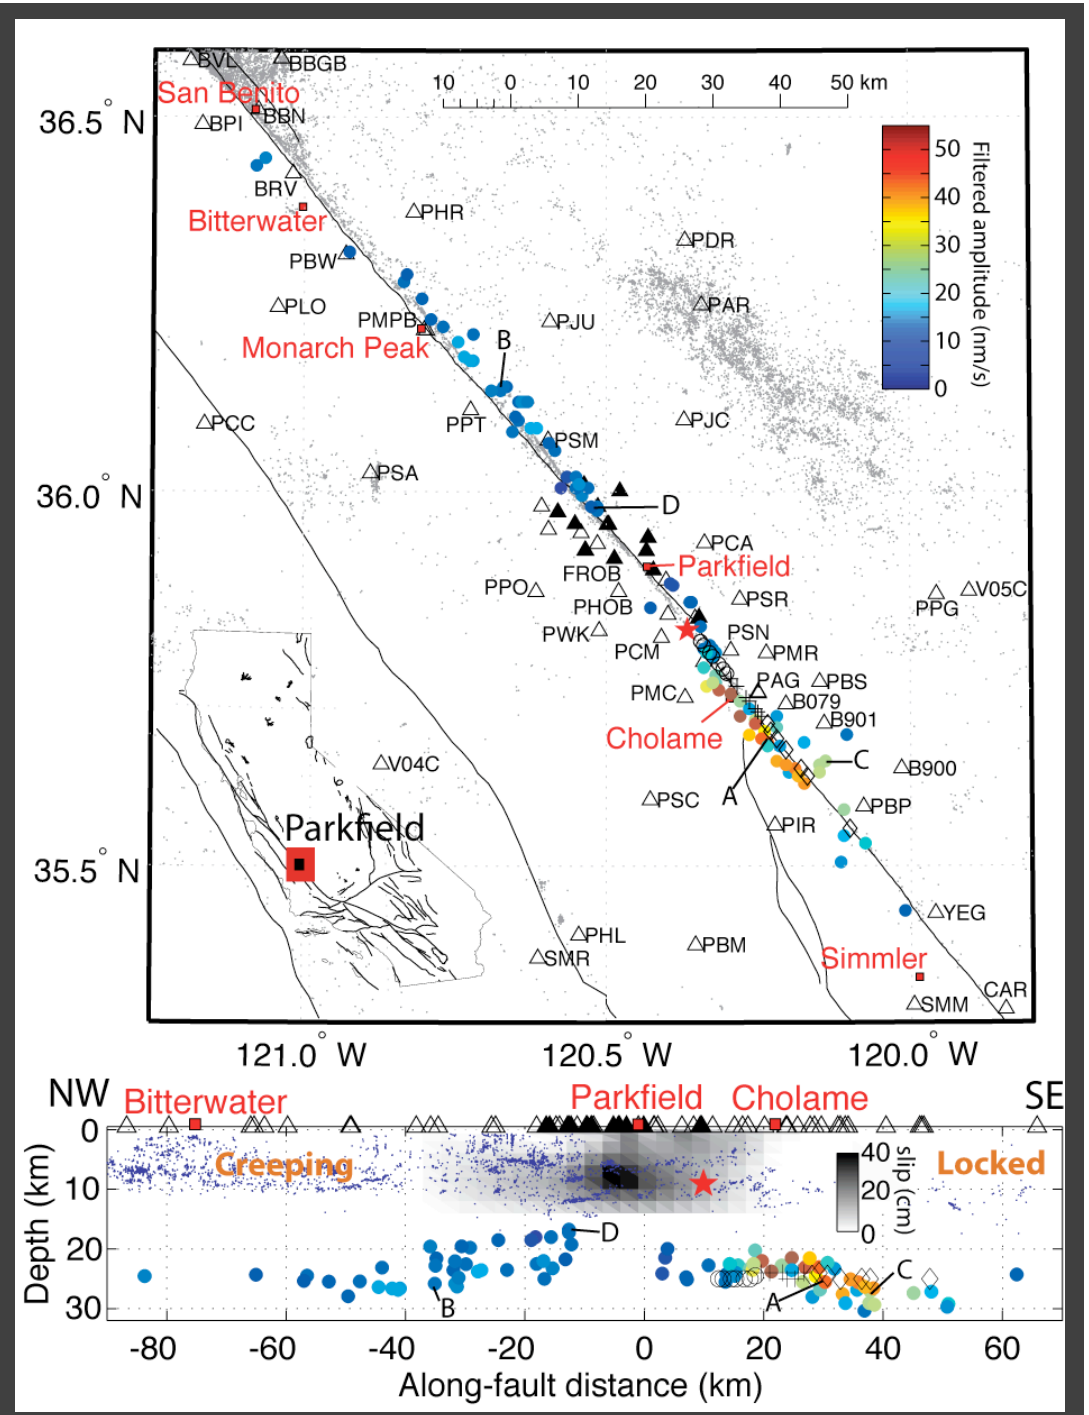 BVL
BBGB
San Benito
BBN
BPI
36.5° N
10 0 10 20 30 40 50 km
Filtered amplitude (nm/s)
50
40
30
20
10
0
BRV
Bitterwater
PHR
PDR
PBW
PLO
PAR
PMPB
PJU
Monarch Peak
B
PCC
PPT
PJC
PSM
PSA
36.0° N
D
PCA
FROB
Parkfield
PPO
PHOB
PSR
PPG
V05C
PWK
PCM
PSN
PMR
PMC
PAG
PBS
B079
B901
Cholame
V04C
C
B900
A
PSC
PBP
PIR
Parkfield
35.5° N
YEG
PHL
PBM
SMR
Simmler
CAR
SMM
121.0° W 120.5° W 120.0° W
NW
SE
Bitterwater Parkfield Cholame
Depth (km)
0
10
20
30
Creeping
Locked
slip (cm)
40
20
0
D
B
A
C
-80 -60 -40 -20 0 20 40 60
Along-fault distance (km)